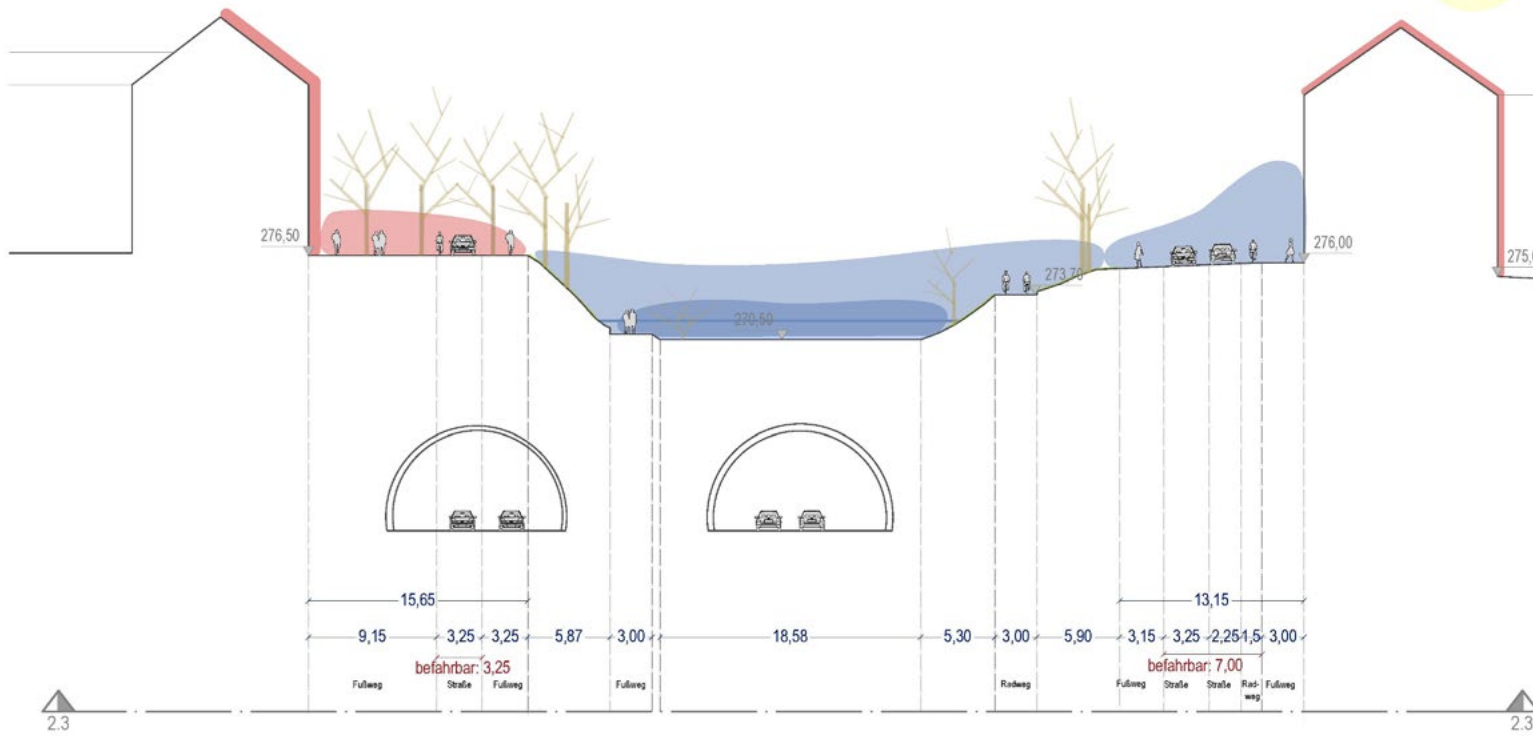 276,50
276,00
273,70
275,
270,50
15,65
13,15
9,15 3,25 3,25 5,87 3,00 18,58 5,30 3,00 5,90 3,15 3,25 2,25 1,5 3,00
befahrbar: 3,25
befahrbar: 7,00
Fußweg Straße Fußweg Fußweg Radweg Fußweg Straße Straße Rad- Fußweg
weg
2.3 2.3